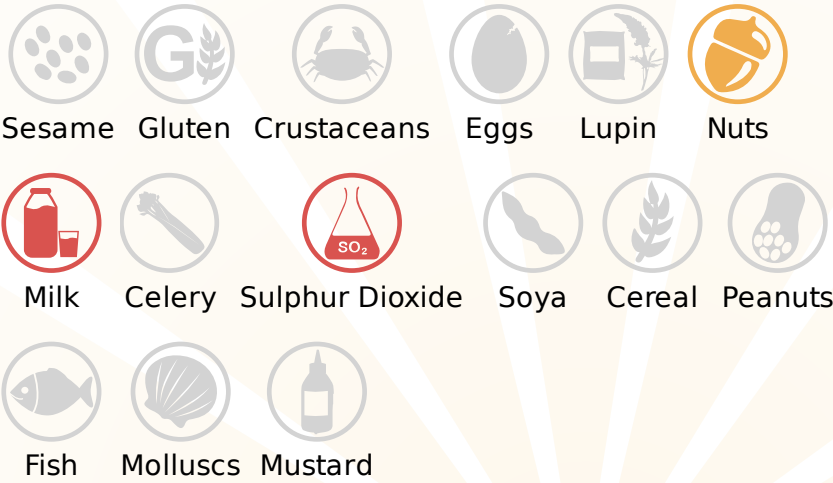 G
Sesame Gluten Crustaceans Eggs Lupin Nuts
SO₂
Milk Celery Sulphur Dioxide Soya Cereal Peanuts
Fish Molluscs Mustard